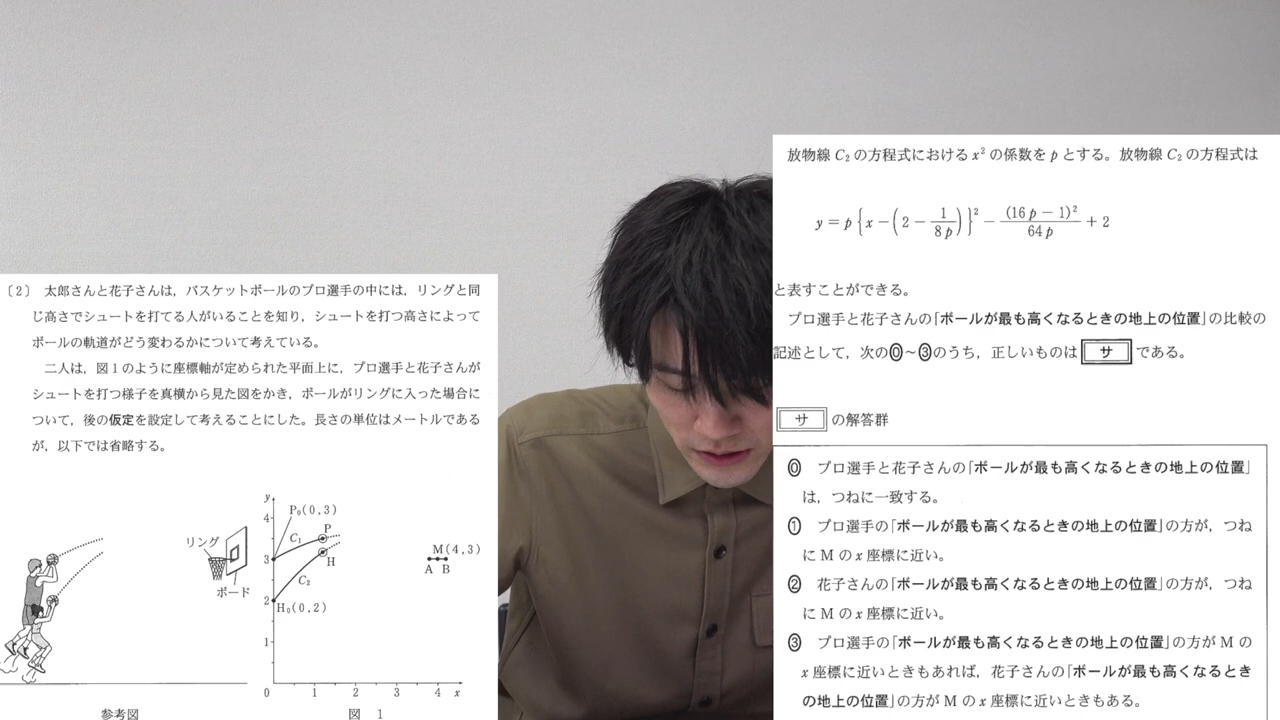 〔2〕 太郎さんと花子さんは，バスケットボールのプロ選手の中には，リングと同
じ高さでシュートを打てる人がいることを知り，シュートを打つ高さによって
ボールの軌道がどう変わるかについて考えている。
二人は，図1のように座標軸が定められた平面上に，プロ選手と花子さんが
シュートを打つ様子を真横から見た図をかき，ボールがリングに入った場合に
ついて，後の仮定を設定して考えることにした。長さの単位はメートルである
が，以下では省略する。
リング
ボード
参考図
y
4
3
2
1
0
1
2
3
4
x
P₀(0,3)
P
C₁
H
C₂
H₀(0,2)
M(4,3)
A B
図 1
放物線 C₂ の方程式における x² の係数を p とする。放物線 C₂ の方程式は
y = p{x − (2 − 1/8p)}² − (16p − 1)²/64p + 2
と表すことができる。
プロ選手と花子さんの「ボールが最も高くなるときの地上の位置」の比較の
記述として，次の⓪～③のうち，正しいものは サ である。
サ の解答群
⓪ プロ選手と花子さんの「ボールが最も高くなるときの地上の位置」
は，つねに一致する。
① プロ選手の「ボールが最も高くなるときの地上の位置」の方が，つね
に M の x 座標に近い。
② 花子さんの「ボールが最も高くなるときの地上の位置」の方が，つね
に M の x 座標に近い。
③ プロ選手の「ボールが最も高くなるときの地上の位置」の方が M の
x 座標に近いときもあれば，花子さんの「ボールが最も高くなるとき
の地上の位置」の方が M の x 座標に近いときもある。